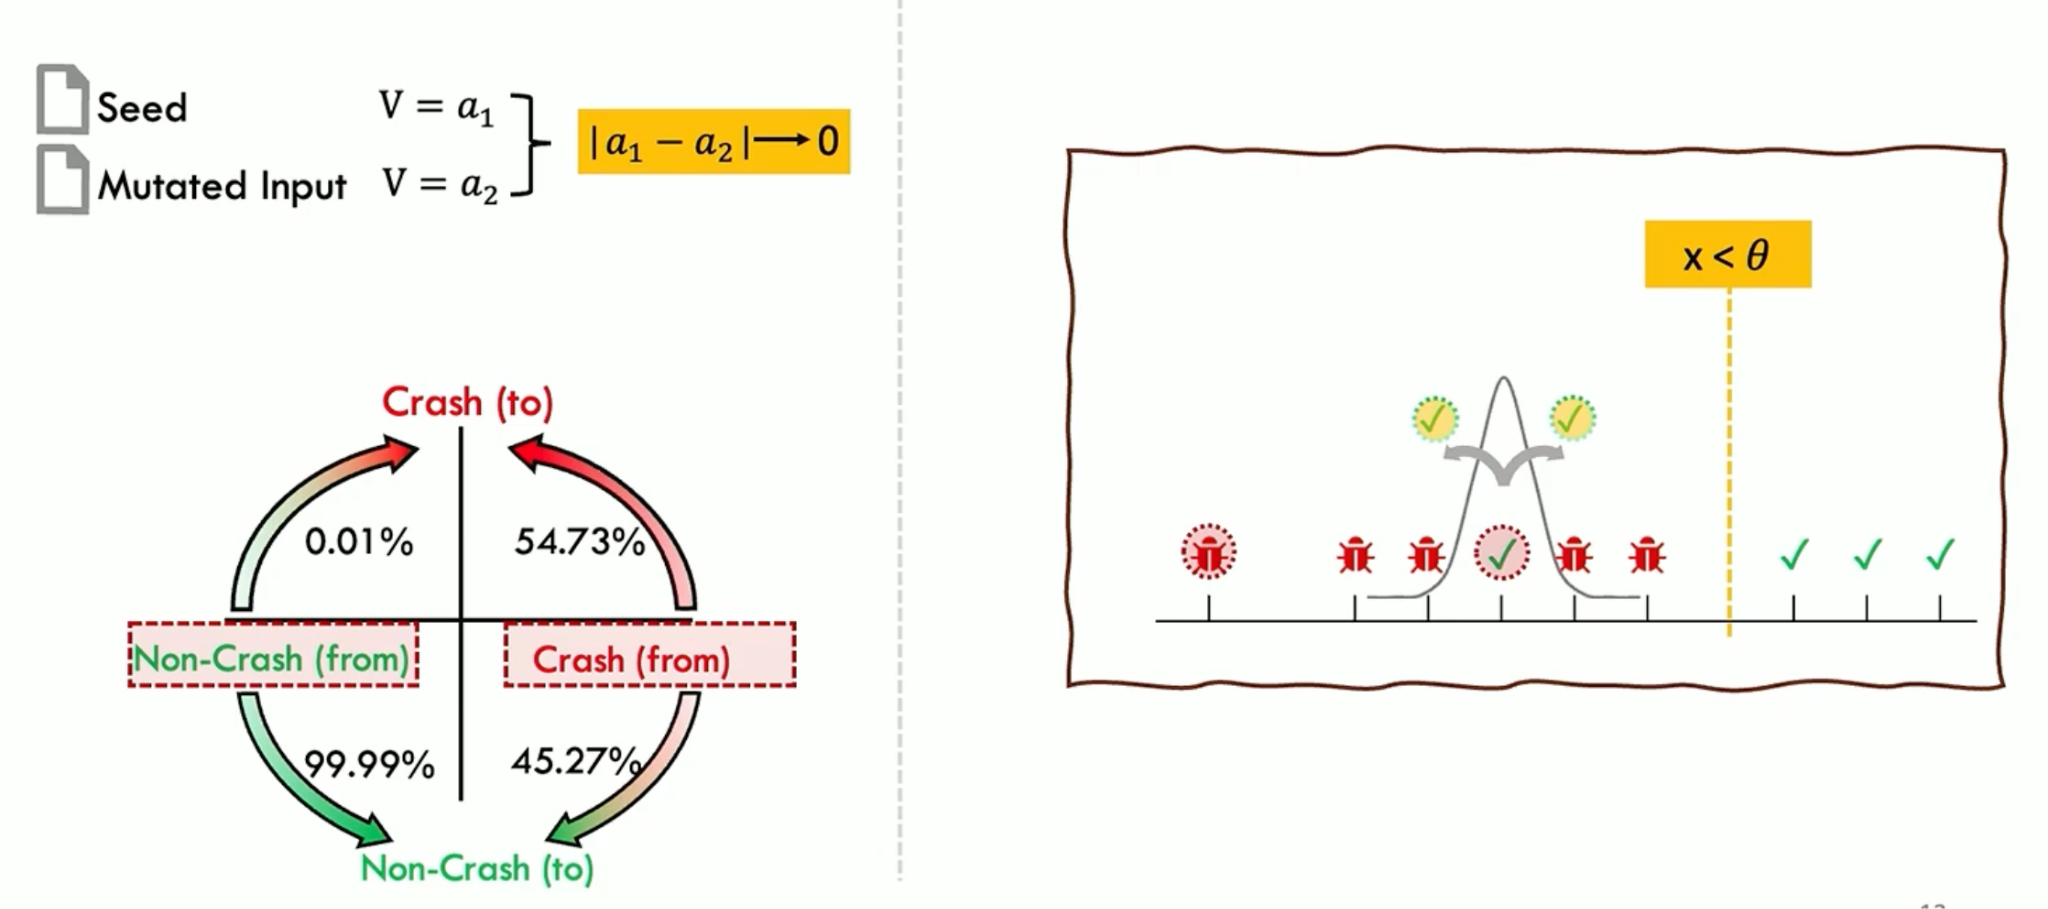 Seed V = a₁
Mutated Input V = a₂
|a₁ − a₂|⟶0
Crash (to)
0.01% 54.73%
Non-Crash (from) Crash (from)
99.99% 45.27%
Non-Crash (to)
x < θ